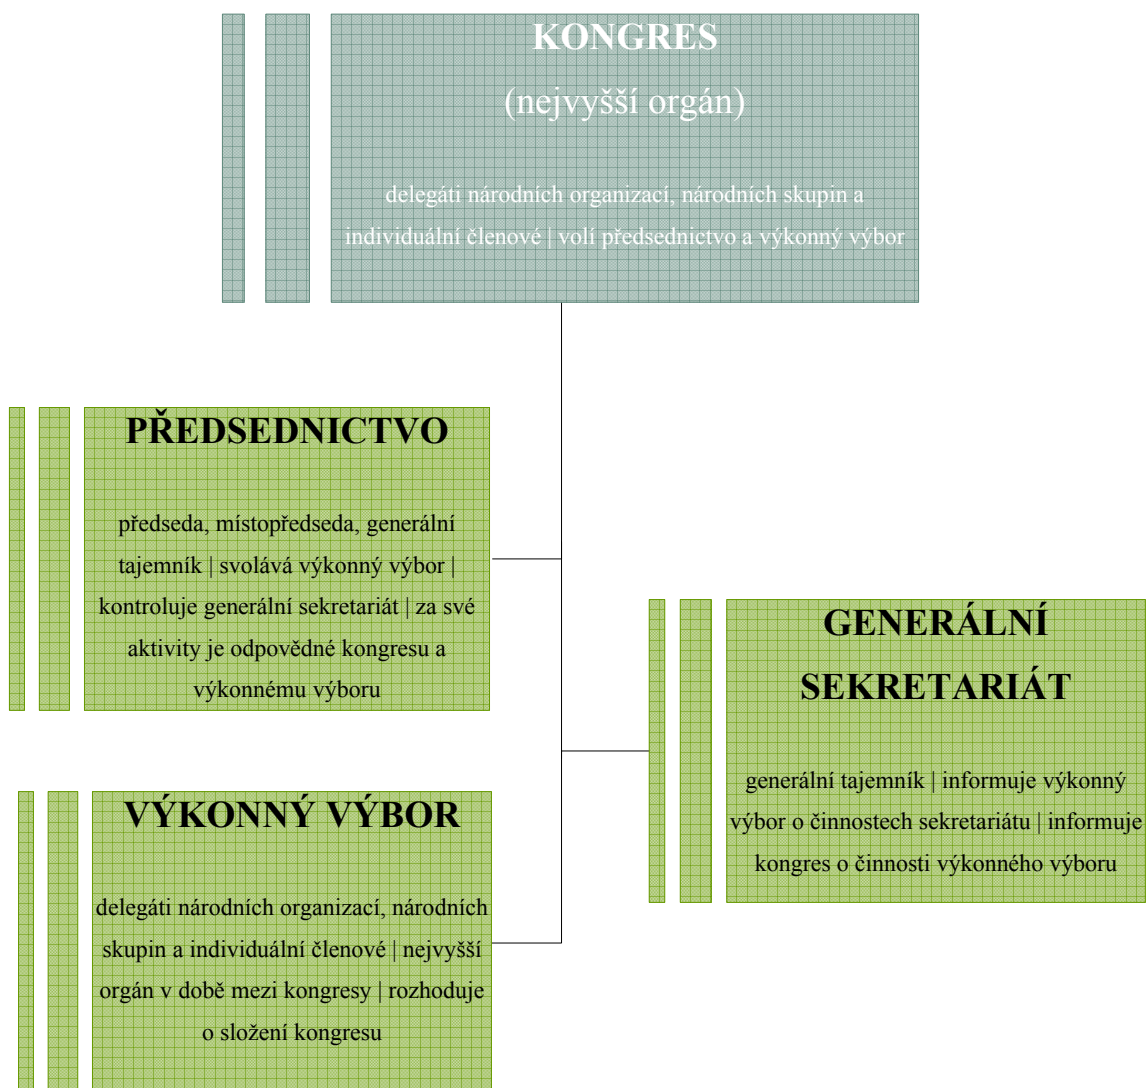 KONGRES
(nejvyšší orgán)
delegáti národních organizací, národních skupin a
individuální členové | volí předsednictvo a výkonný výbor
PŘEDSEDNICTVO
předseda, místopředseda, generální
tajemník | svolává výkonný výbor |
kontroluje generální sekretariát | za své
aktivity je odpovědné kongresu a
výkonnému výboru
GENERÁLNÍ
SEKRETARIÁT
generální tajemník | informuje výkonný
výbor o činnostech sekretariátu | informuje
kongres o činnosti výkonného výboru
VÝKONNÝ VÝBOR
delegáti národních organizací, národních
skupin a individuální členové | nejvyšší
orgán v době mezi kongresy | rozhoduje
o složení kongresu